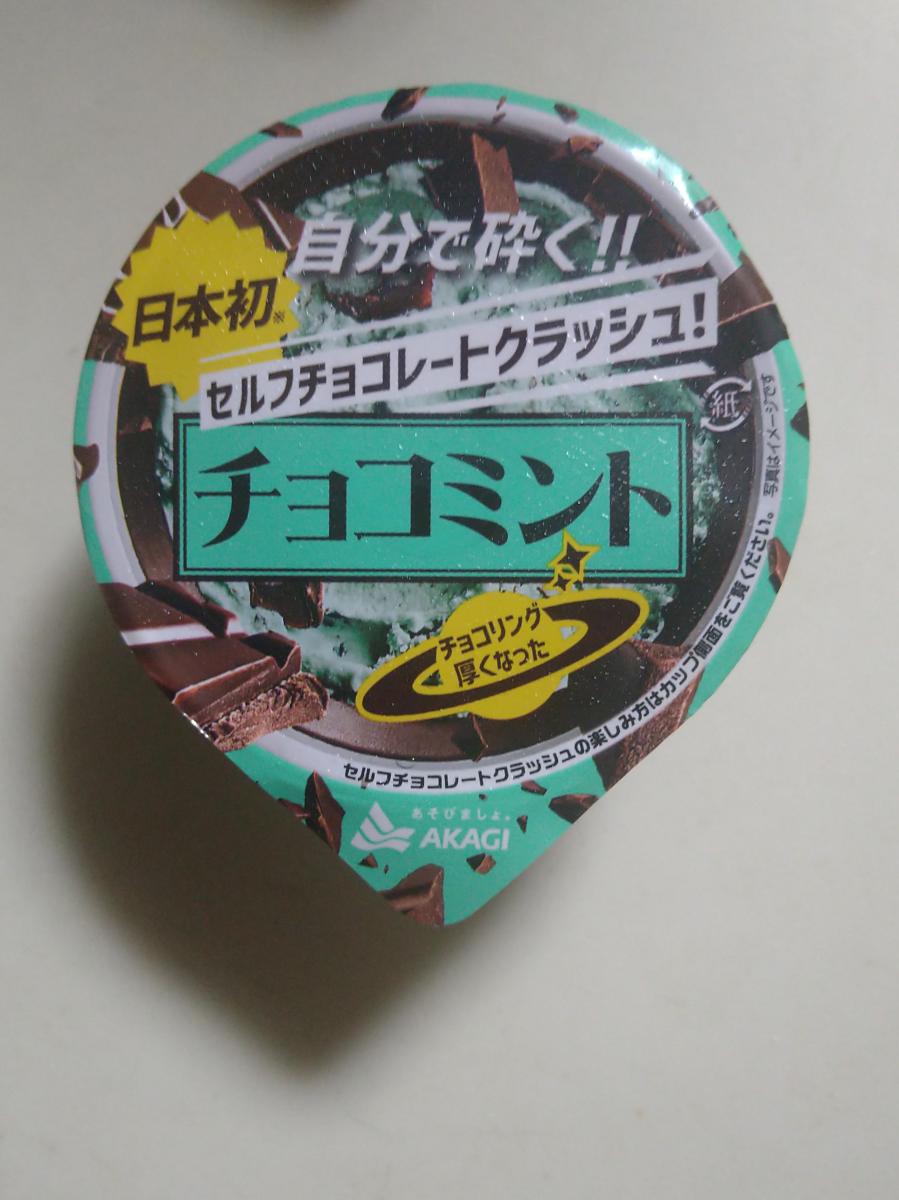 自分で砕く!!
日本初※
セルフチョコレートクラッシュ!
紙
チョコミント
チョコリング
厚くなった
セルフチョコレートクラッシュの楽しみ方はカップ側面をご覧ください。 写真はイメージです
あそびましょ。
AKAGI